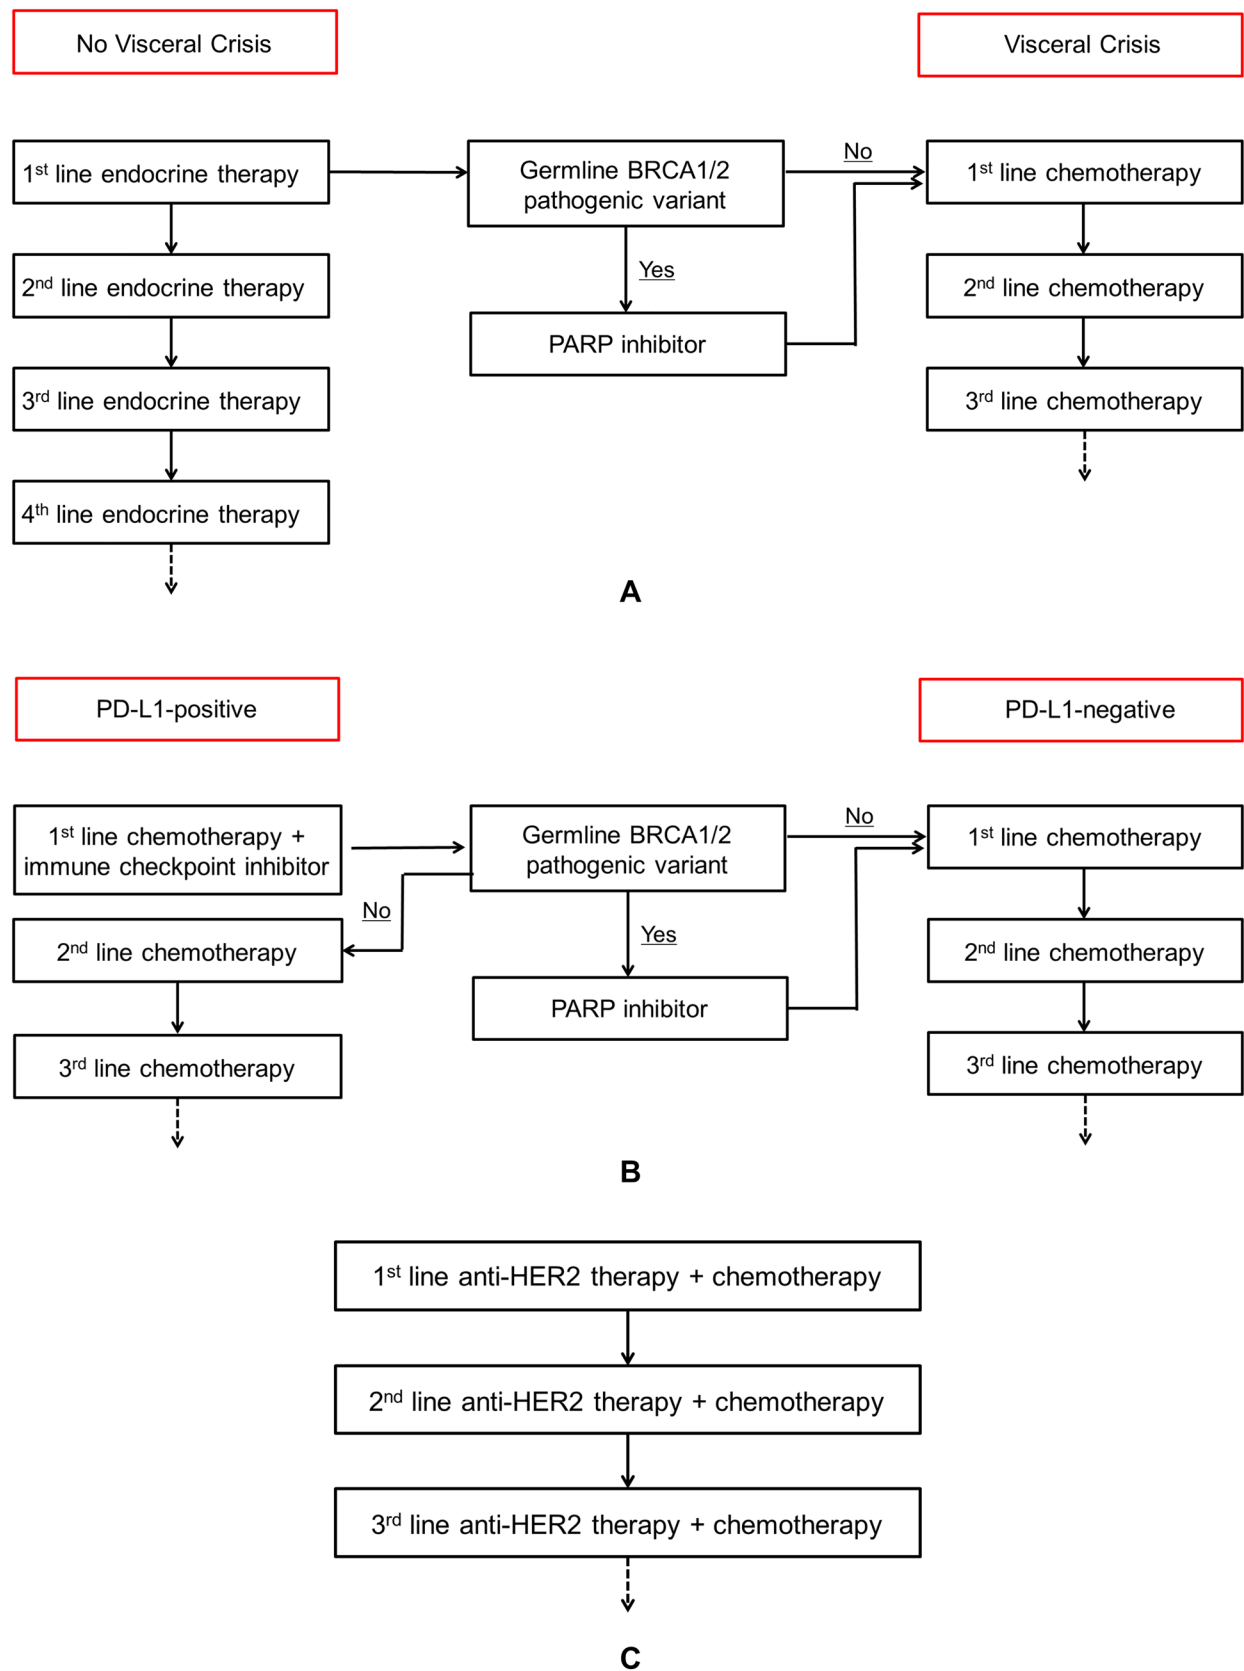 No Visceral Crisis
Visceral Crisis
1st line endocrine therapy
Germline BRCA1/2
pathogenic variant
No
1st line chemotherapy
2nd line endocrine therapy
Yes
2nd line chemotherapy
PARP inhibitor
3rd line endocrine therapy
3rd line chemotherapy
4th line endocrine therapy
A
PD-L1-positive
PD-L1-negative
1st line chemotherapy +
immune checkpoint inhibitor
Germline BRCA1/2
pathogenic variant
No
1st line chemotherapy
No
2nd line chemotherapy
Yes
2nd line chemotherapy
PARP inhibitor
3rd line chemotherapy
3rd line chemotherapy
B
1st line anti-HER2 therapy + chemotherapy
2nd line anti-HER2 therapy + chemotherapy
3rd line anti-HER2 therapy + chemotherapy
C